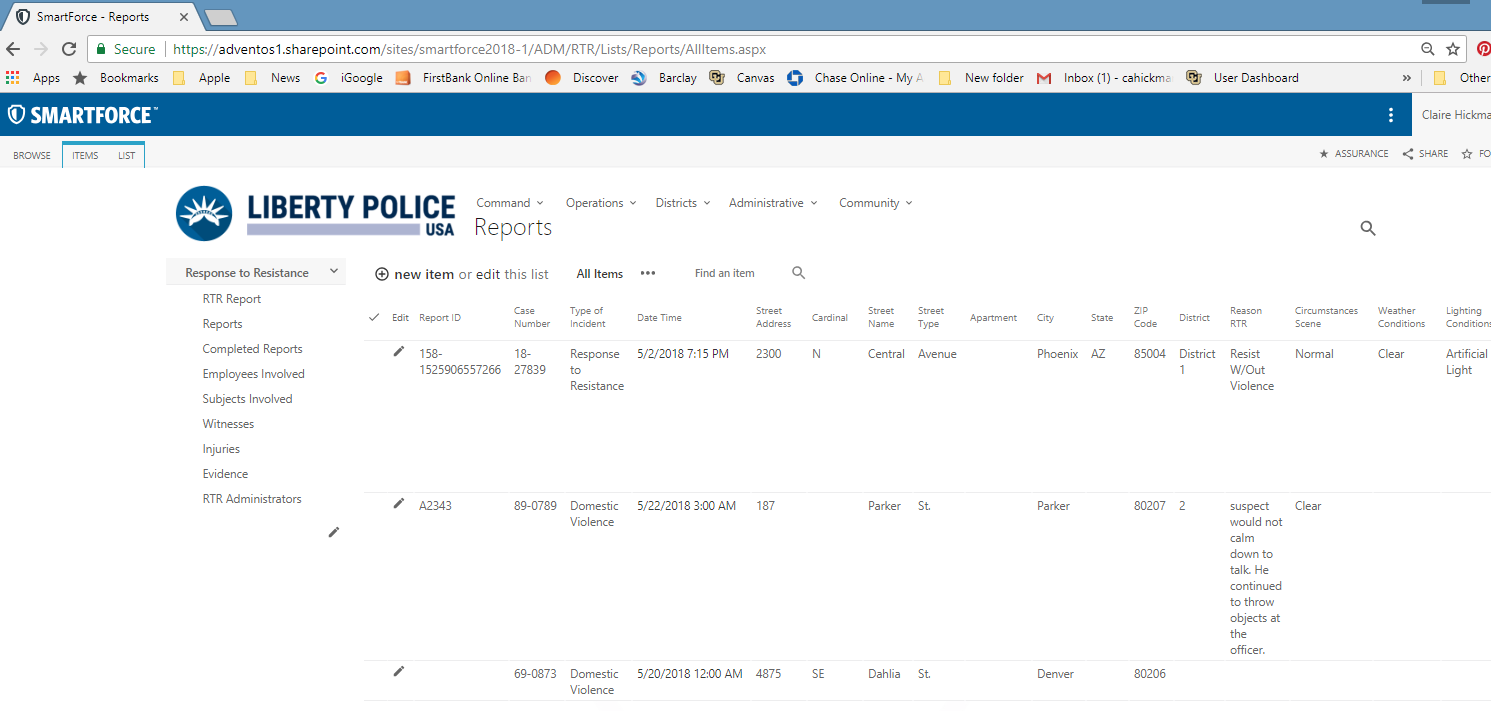 SmartForce - Reports
Secure https://adventos1.sharepoint.com/sites/smartforce2018-1/ADM/RTR/Lists/Reports/AllItems.aspx
Apps Bookmarks Apple News iGoogle FirstBank Online Ban Discover Barclay Canvas Chase Online - My A New folder Inbox (1) - cahickma User Dashboard » Other
SMARTFORCE™ Claire Hickma
BROWSE ITEMS LIST ASSURANCE SHARE FO
LIBERTY POLICE
USA
Command Operations Districts Administrative Community
Reports
Response to Resistance
RTR Report
Reports
Completed Reports
Employees Involved
Subjects Involved
Witnesses
Injuries
Evidence
RTR Administrators
new item or edit this list All Items ••• Find an item
Edit Report ID Case Number Type of Incident Date Time Street Address Cardinal Street Name Street Type Apartment City State ZIP Code District Reason RTR Circumstances Scene Weather Conditions Lighting Conditions
158-1525906557266 18-27839 Response to Resistance 5/2/2018 7:15 PM 2300 N Central Avenue Phoenix AZ 85004 District 1 Resist W/Out Violence Normal Clear Artificial Light
A2343 89-0789 Domestic Violence 5/22/2018 3:00 AM 187 Parker St. Parker 80207 2 suspect would not calm down to talk. He continued to throw objects at the officer. Clear
69-0873 Domestic Violence 5/20/2018 12:00 AM 4875 SE Dahlia St. Denver 80206